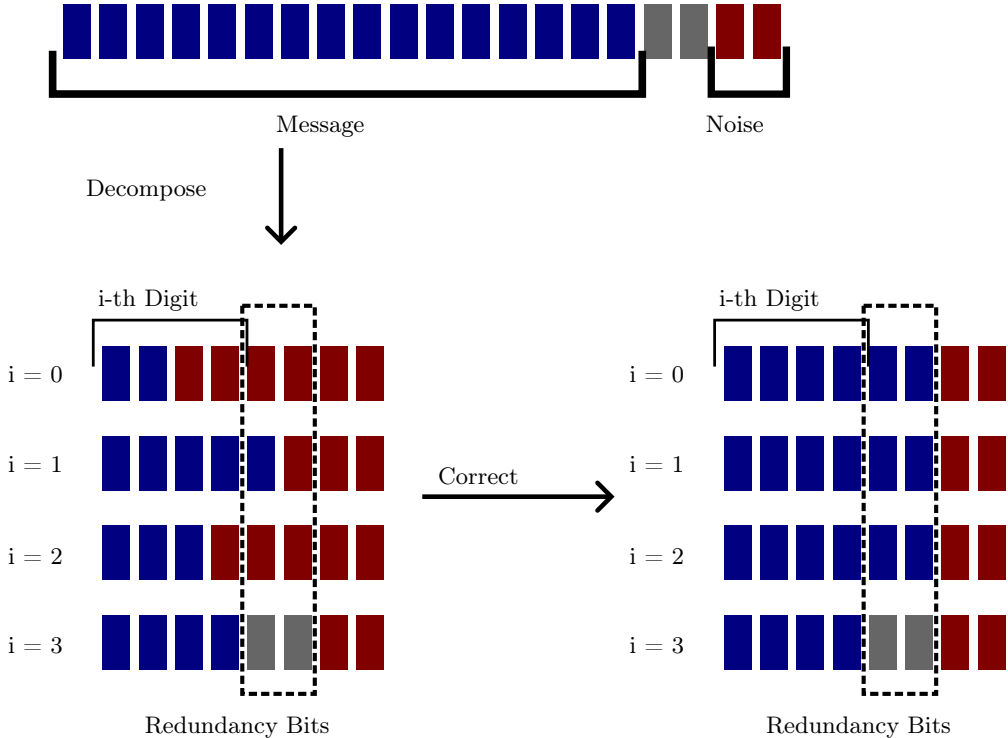 Message
Noise
Decompose
i-th Digit
i-th Digit
i = 0
i = 0
i = 1
i = 1
Correct
i = 2
i = 2
i = 3
i = 3
Redundancy Bits
Redundancy Bits